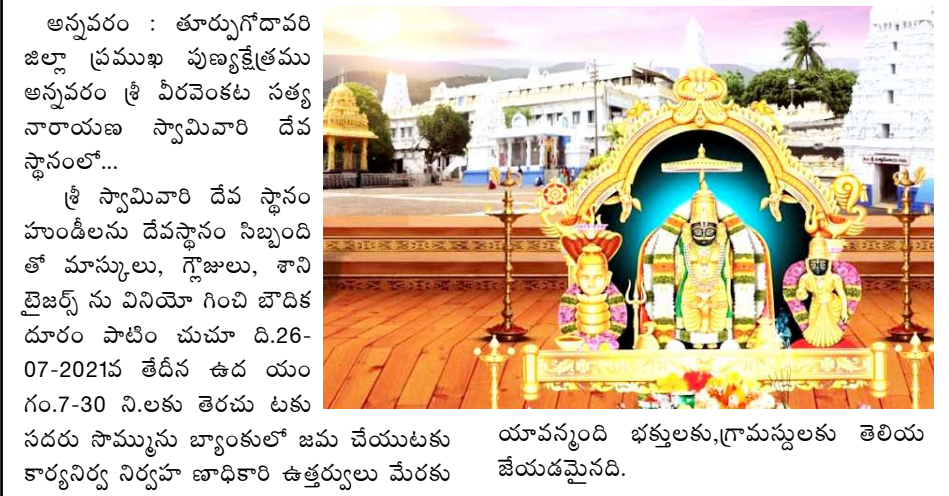 అన్నవరం : తూర్పుగోదావరి
జిల్లా ప్రముఖ పుణ్యక్షేత్రము
అన్నవరం శ్రీ వీరవెంకట సత్య
నారాయణ స్వామివారి దేవ
స్థానంలో...
శ్రీ స్వామివారి దేవ స్థానం
హుండీలను దేవస్థానం సిబ్బంది
తో మాస్కులు, గ్లౌజులు, శాని
టైజర్స్ ను వినియో గించి బౌదిక
దూరం పాటిం చుచూ ది.26-
07-2021వ తేదీన ఉద యం
గం.7-30 ని.లకు తెరచు టకు
సదరు సొమ్మును బ్యాంకులో జమ చేయుటకు
కార్యనిర్వ నిర్వహ ణాధికారి ఉత్తర్వులు మేరకు
యావన్మంది భక్తులకు,గ్రామస్దులకు తెలియ
జేయడమైనది.